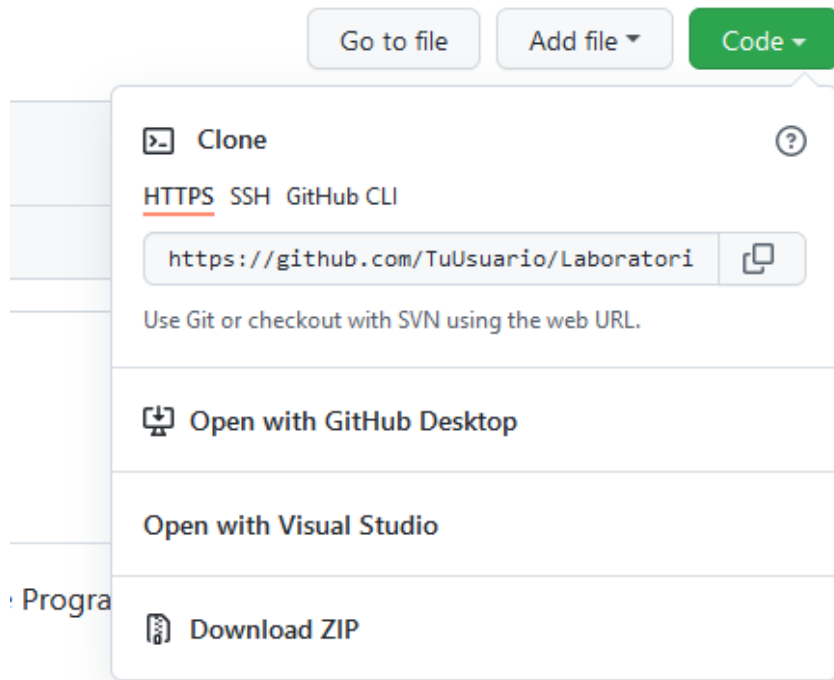 Go to file Add file Code
Clone
HTTPS SSH GitHub CLI
https://github.com/TuUsuario/Laboratori
Use Git or checkout with SVN using the web URL.
Open with GitHub Desktop
Open with Visual Studio
Progra
Download ZIP